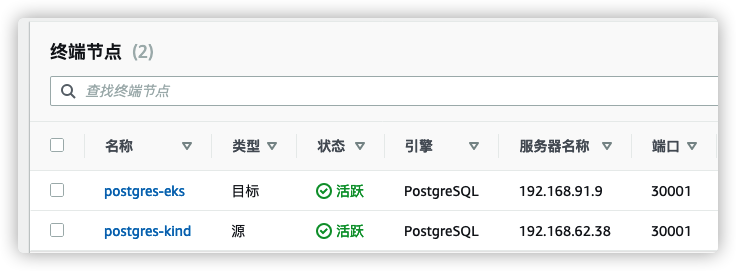 终端节点 (2)
查找终端节点
名称 类型 状态 引擎 服务器名称 端口
postgres-eks 目标 活跃 PostgreSQL 192.168.91.9 30001
postgres-kind 源 活跃 PostgreSQL 192.168.62.38 30001